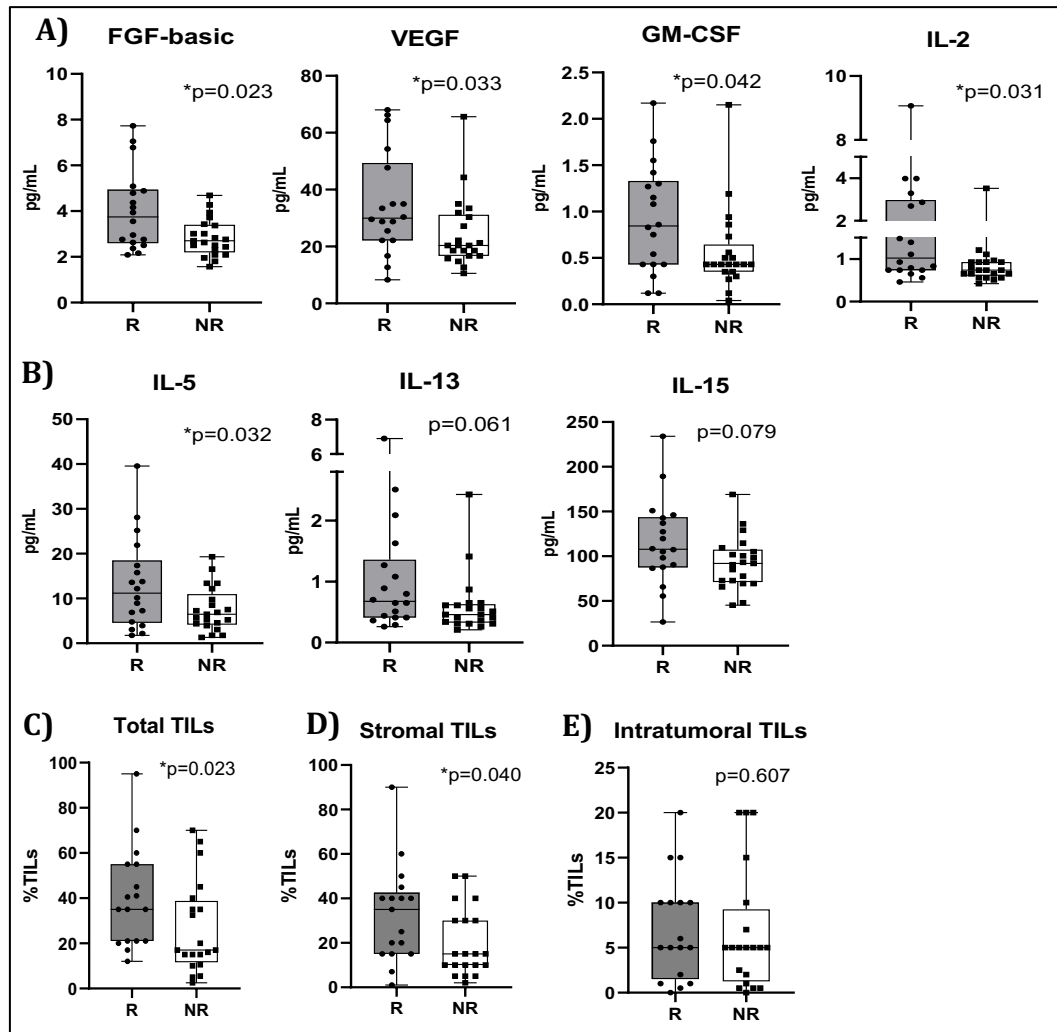 A)
FGF-basic
VEGF
GM-CSF
IL-2
*p=0.023
*p=0.033
*p=0.042
*p=0.031
pg/mL
10
8
6
4
2
0
R
NR
pg/mL
80
60
40
20
0
R
NR
pg/mL
2.5
2.0
1.5
1.0
0.5
0.0
R
NR
pg/mL
10
8
4
2
1
0
R
NR
B)
IL-5
IL-13
IL-15
*p=0.032
p=0.061
p=0.079
pg/mL
50
40
30
20
10
0
R
NR
pg/mL
8
6
2
1
0
R
NR
pg/mL
250
200
150
100
50
0
R
NR
C)
Total TILs
D)
Stromal TILs
E)
Intratumoral TILs
*p=0.023
*p=0.040
p=0.607
%TILs
100
80
60
40
20
0
R
NR
%TILs
100
80
60
40
20
0
R
NR
%TILs
25
20
15
10
5
0
R
NR